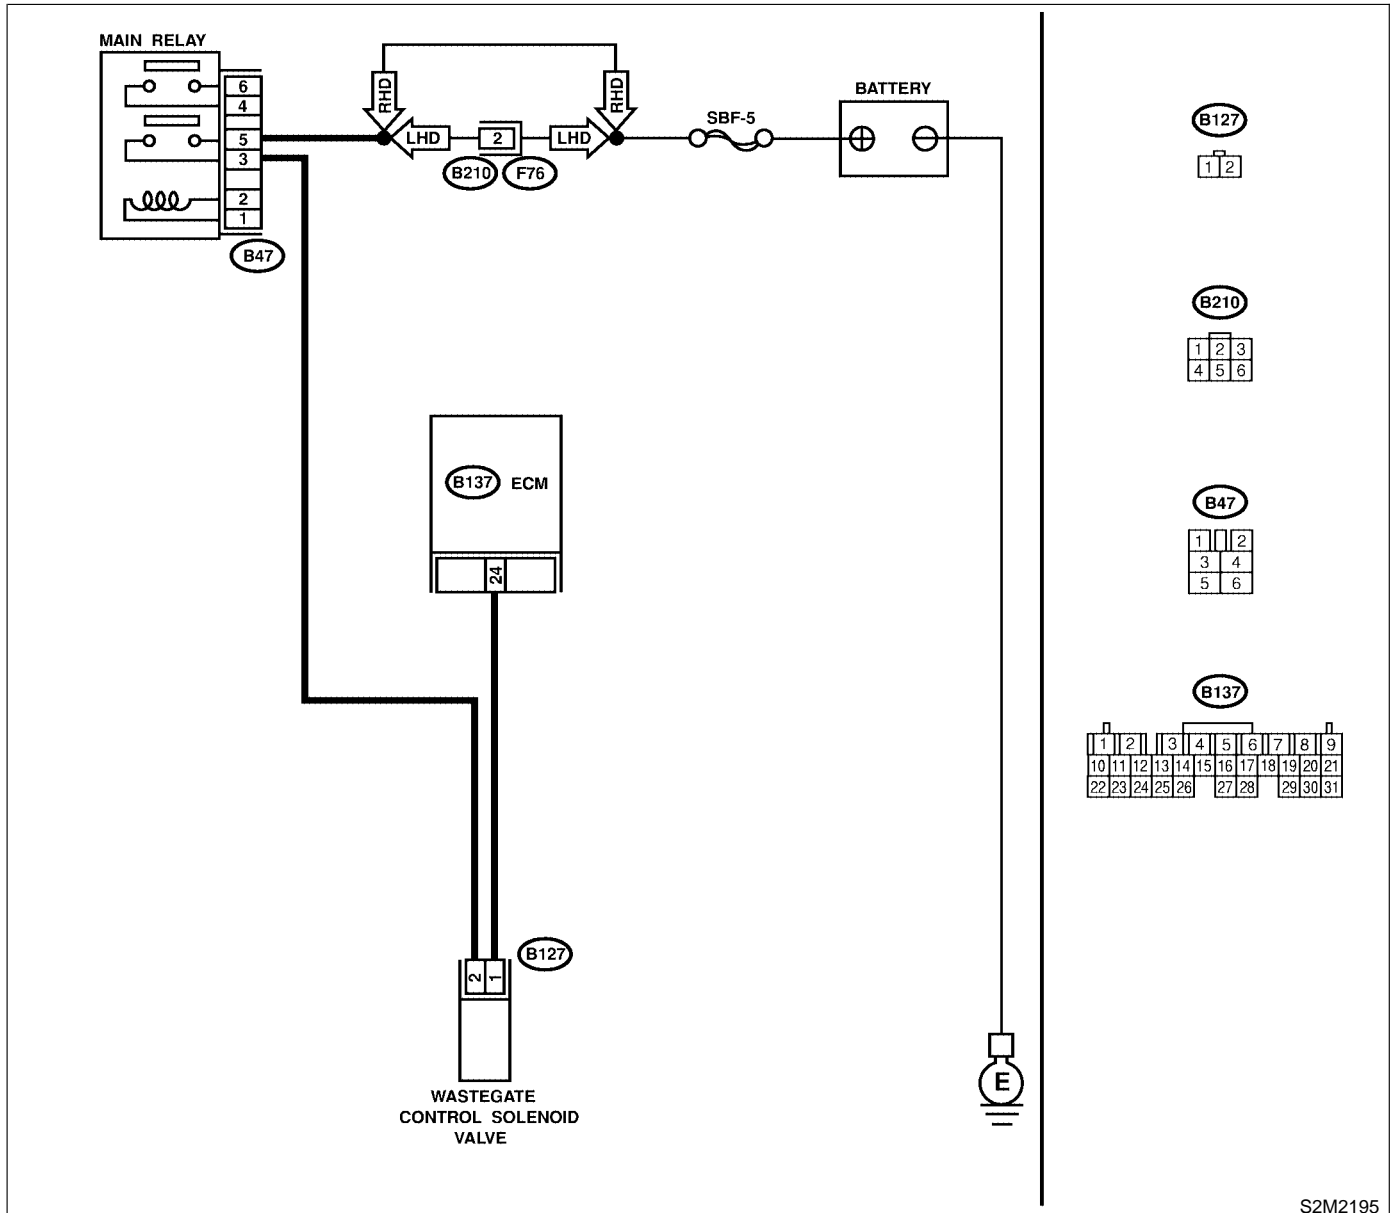 MAIN RELAY
6
4
5
3
2
1
B47
RHD
RHD
LHD
2
LHD
B210
F76
SBF-5
BATTERY
B137
ECM
24
B127
2
1
WASTEGATE
CONTROL SOLENOID
VALVE
E
B127
1 2
B210
1 2 3
4 5 6
B47
1 2
3 4
5 6
B137
1 2 3 4 5 6 7 8 9
10 11 12 13 14 15 16 17 18 19 20 21
22 23 24 25 26 27 28 29 30 31
S2M2195